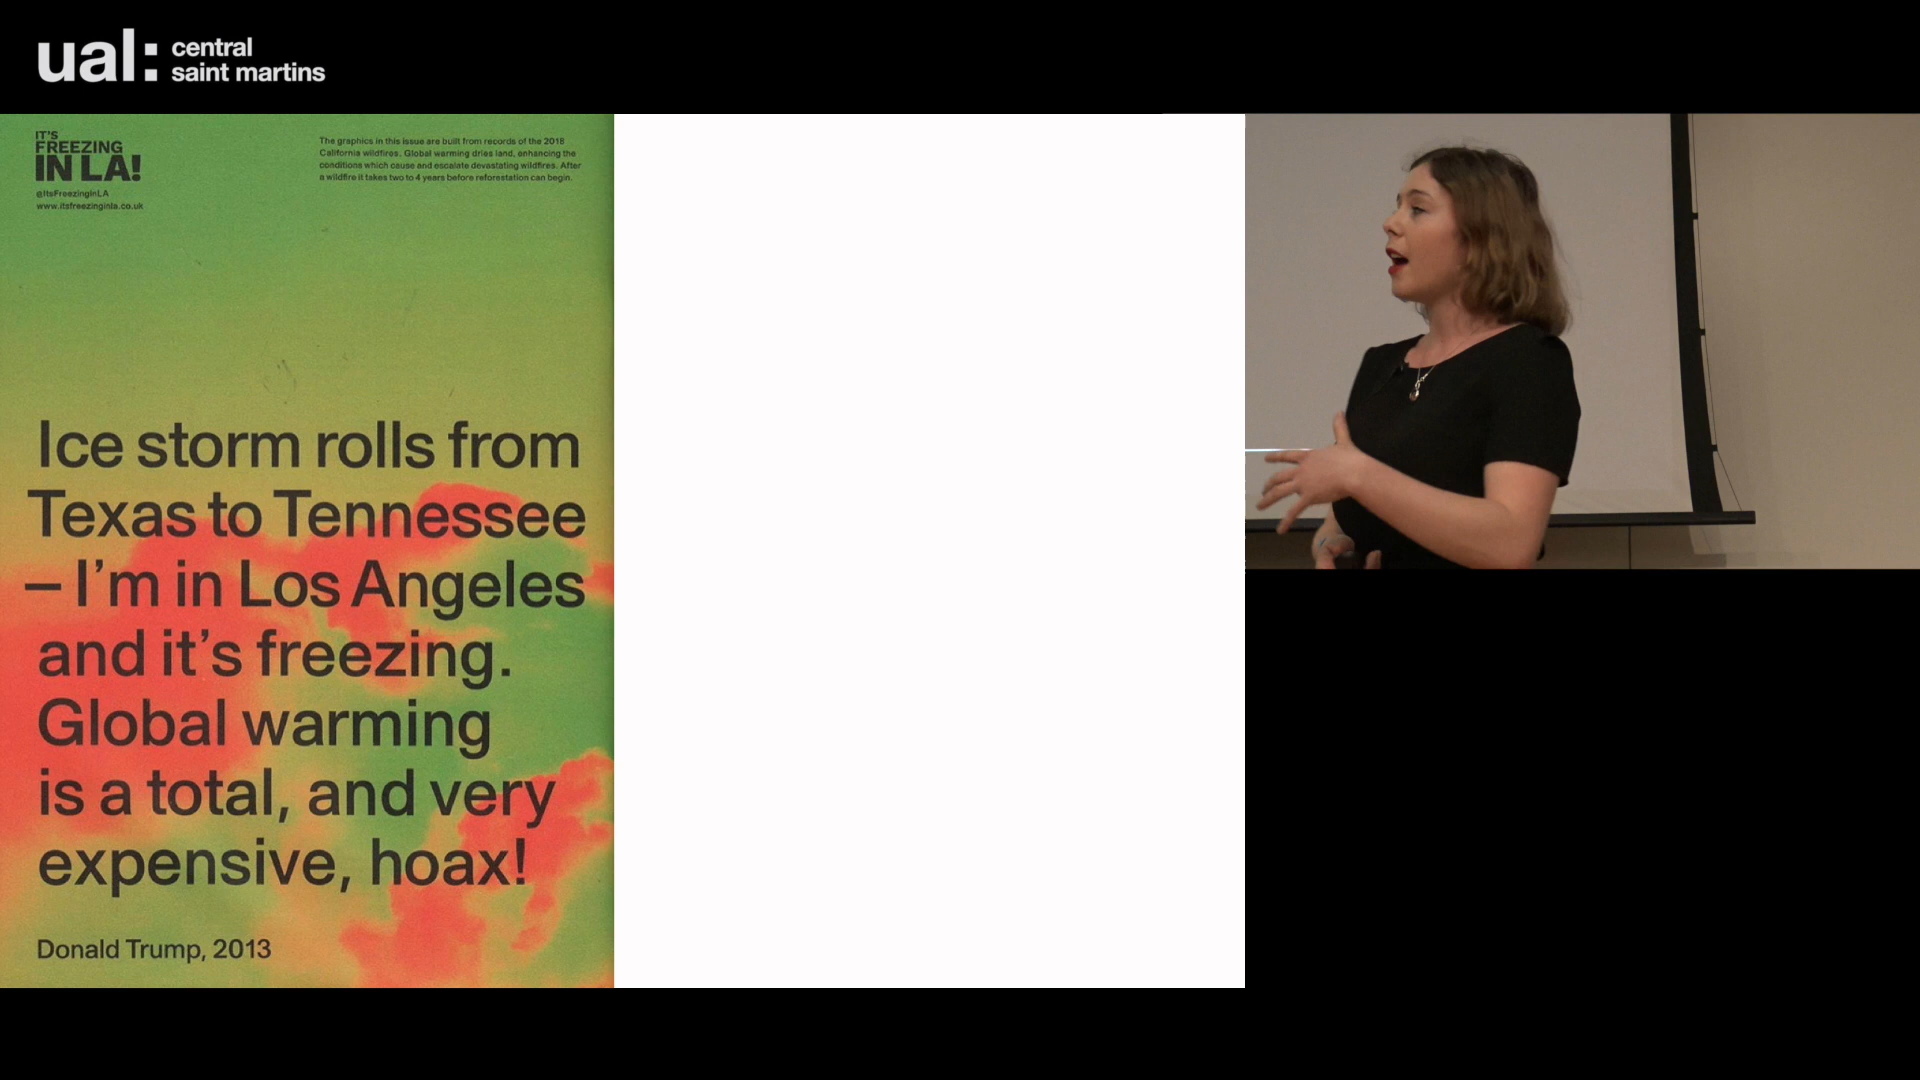 ual: central
saint martins
IT'S
FREEZING
IN LA!
@ItsFreezingInLA
www.itsfreezinginla.co.uk
The graphics in this issue are built from records of the 2018
California wildfires. Global warming dries land, enhancing the
conditions which cause and escalate devastating wildfires. After
a wildfire it takes two to 4 years before reforestation can begin.
Ice storm rolls from
Texas to Tennessee
– I'm in Los Angeles
and it's freezing.
Global warming
is a total, and very
expensive, hoax!
Donald Trump, 2013